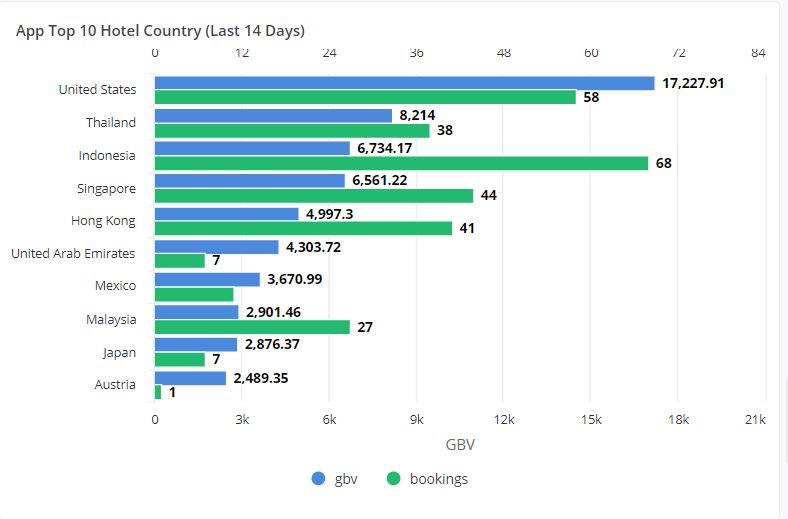 App Top 10 Hotel Country (Last 14 Days)
0 12 24 36 48 60 72 84
United States 17,227.91
58
Thailand 8,214
38
Indonesia 6,734.17
68
Singapore 6,561.22
44
Hong Kong 4,997.3
41
United Arab Emirates 4,303.72
7
Mexico 3,670.99
Malaysia 2,901.46
27
Japan 2,876.37
7
Austria 2,489.35
1
0 3k 6k 9k 12k 15k 18k 21k
GBV
gbv bookings